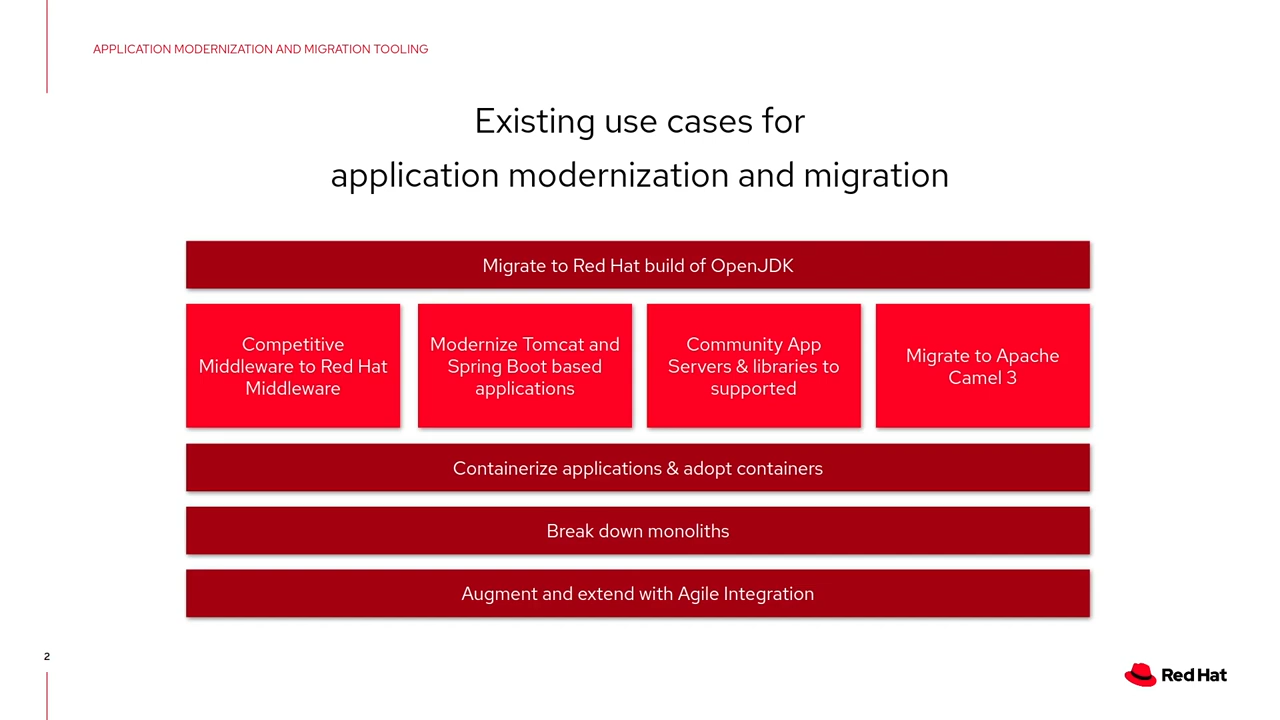 APPLICATION MODERNIZATION AND MIGRATION TOOLING
Existing use cases for
application modernization and migration
Migrate to Red Hat build of OpenJDK
Competitive
Middleware to Red Hat
Middleware
Modernize Tomcat and
Spring Boot based
applications
Community App
Servers & libraries to
supported
Migrate to Apache
Camel 3
Containerize applications & adopt containers
Break down monoliths
Augment and extend with Agile Integration
2
Red Hat